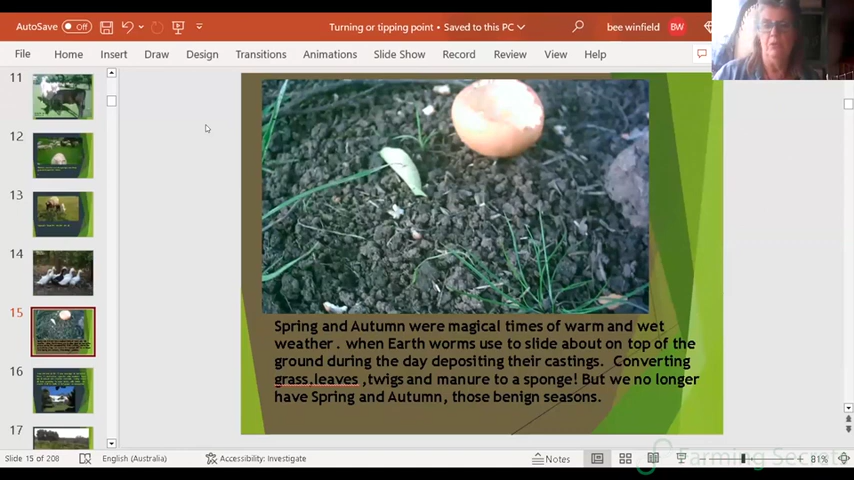 AutoSave Off Turning or tipping point • Saved to this PC bee winfield BW
File Home Insert Draw Design Transitions Animations Slide Show Record Review View Help
11
12
13
14
15
16
17
Spring and Autumn were magical times of warm and wet
weather . when Earth worms use to slide about on top of the
ground during the day depositing their castings. Converting
grass,leaves ,twigs and manure to a sponge! But we no longer
have Spring and Autumn, those benign seasons.
Farming Secrets
Slide 15 of 208 English (Australia) Accessibility: Investigate Notes 81%